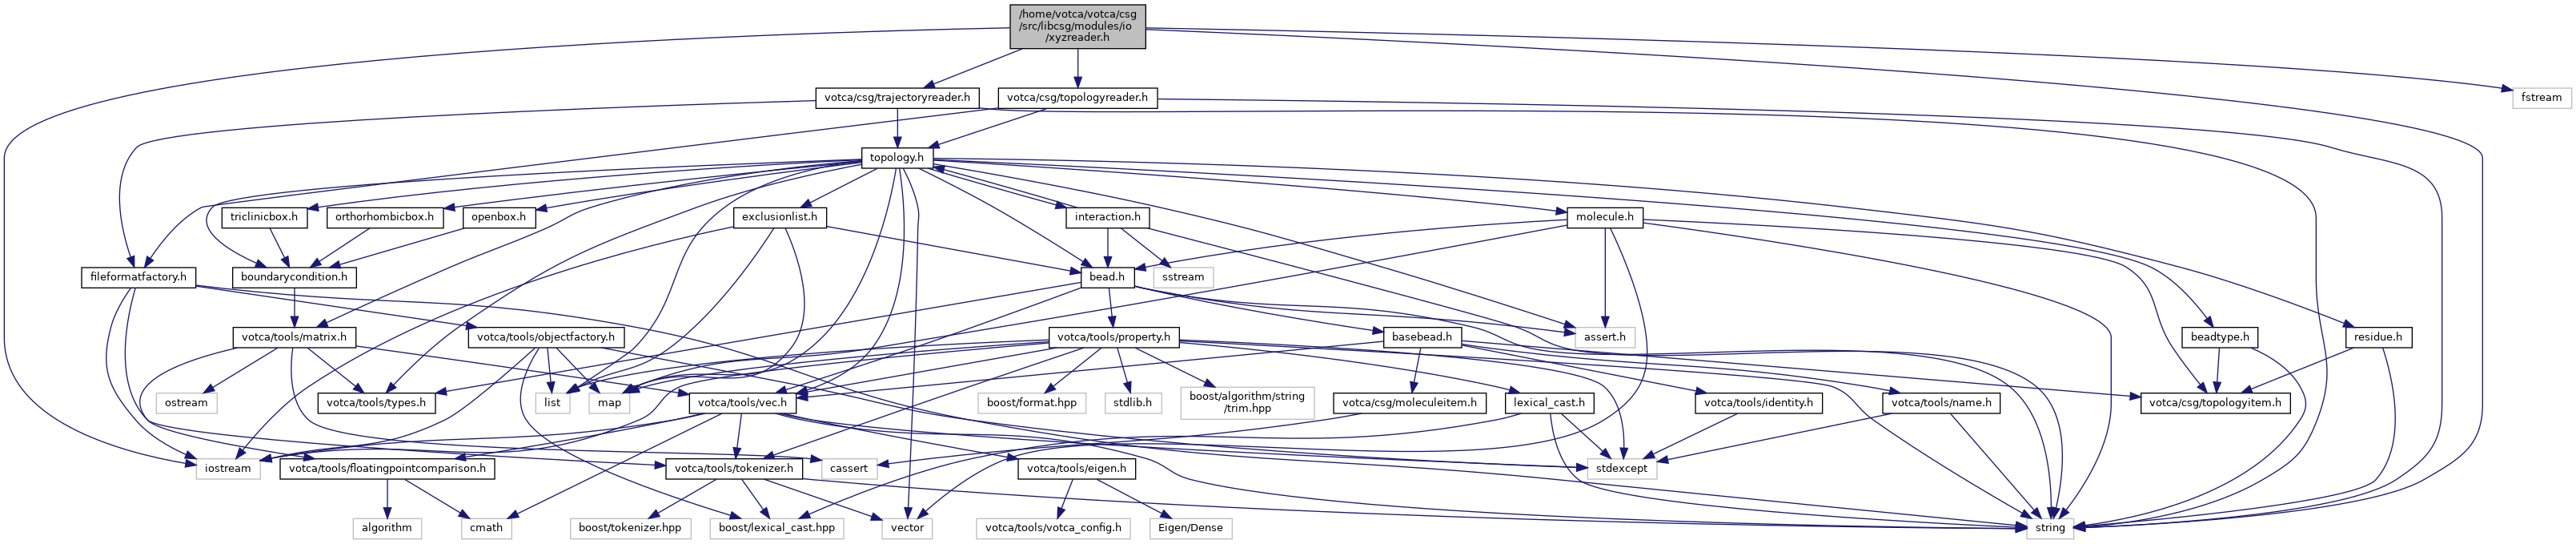 /home/votca/votca/csg
/src/libcsg/modules/io
/xyzreader.h
votca/csg/trajectoryreader.h
votca/csg/topologyreader.h
fstream
topology.h
triclinicbox.h
orthorhombicbox.h
openbox.h
exclusionlist.h
interaction.h
molecule.h
fileformatfactory.h
boundarycondition.h
bead.h
sstream
votca/tools/matrix.h
votca/tools/objectfactory.h
votca/tools/property.h
basebead.h
assert.h
beadtype.h
residue.h
ostream
votca/tools/types.h
list
map
votca/tools/vec.h
boost/format.hpp
stdlib.h
boost/algorithm/string
/trim.hpp
votca/csg/moleculeitem.h
lexical_cast.h
votca/tools/identity.h
votca/tools/name.h
votca/csg/topologyitem.h
iostream
votca/tools/floatingpointcomparison.h
votca/tools/tokenizer.h
cassert
votca/tools/eigen.h
stdexcept
algorithm
cmath
boost/tokenizer.hpp
boost/lexical_cast.hpp
vector
votca/tools/votca_config.h
Eigen/Dense
string